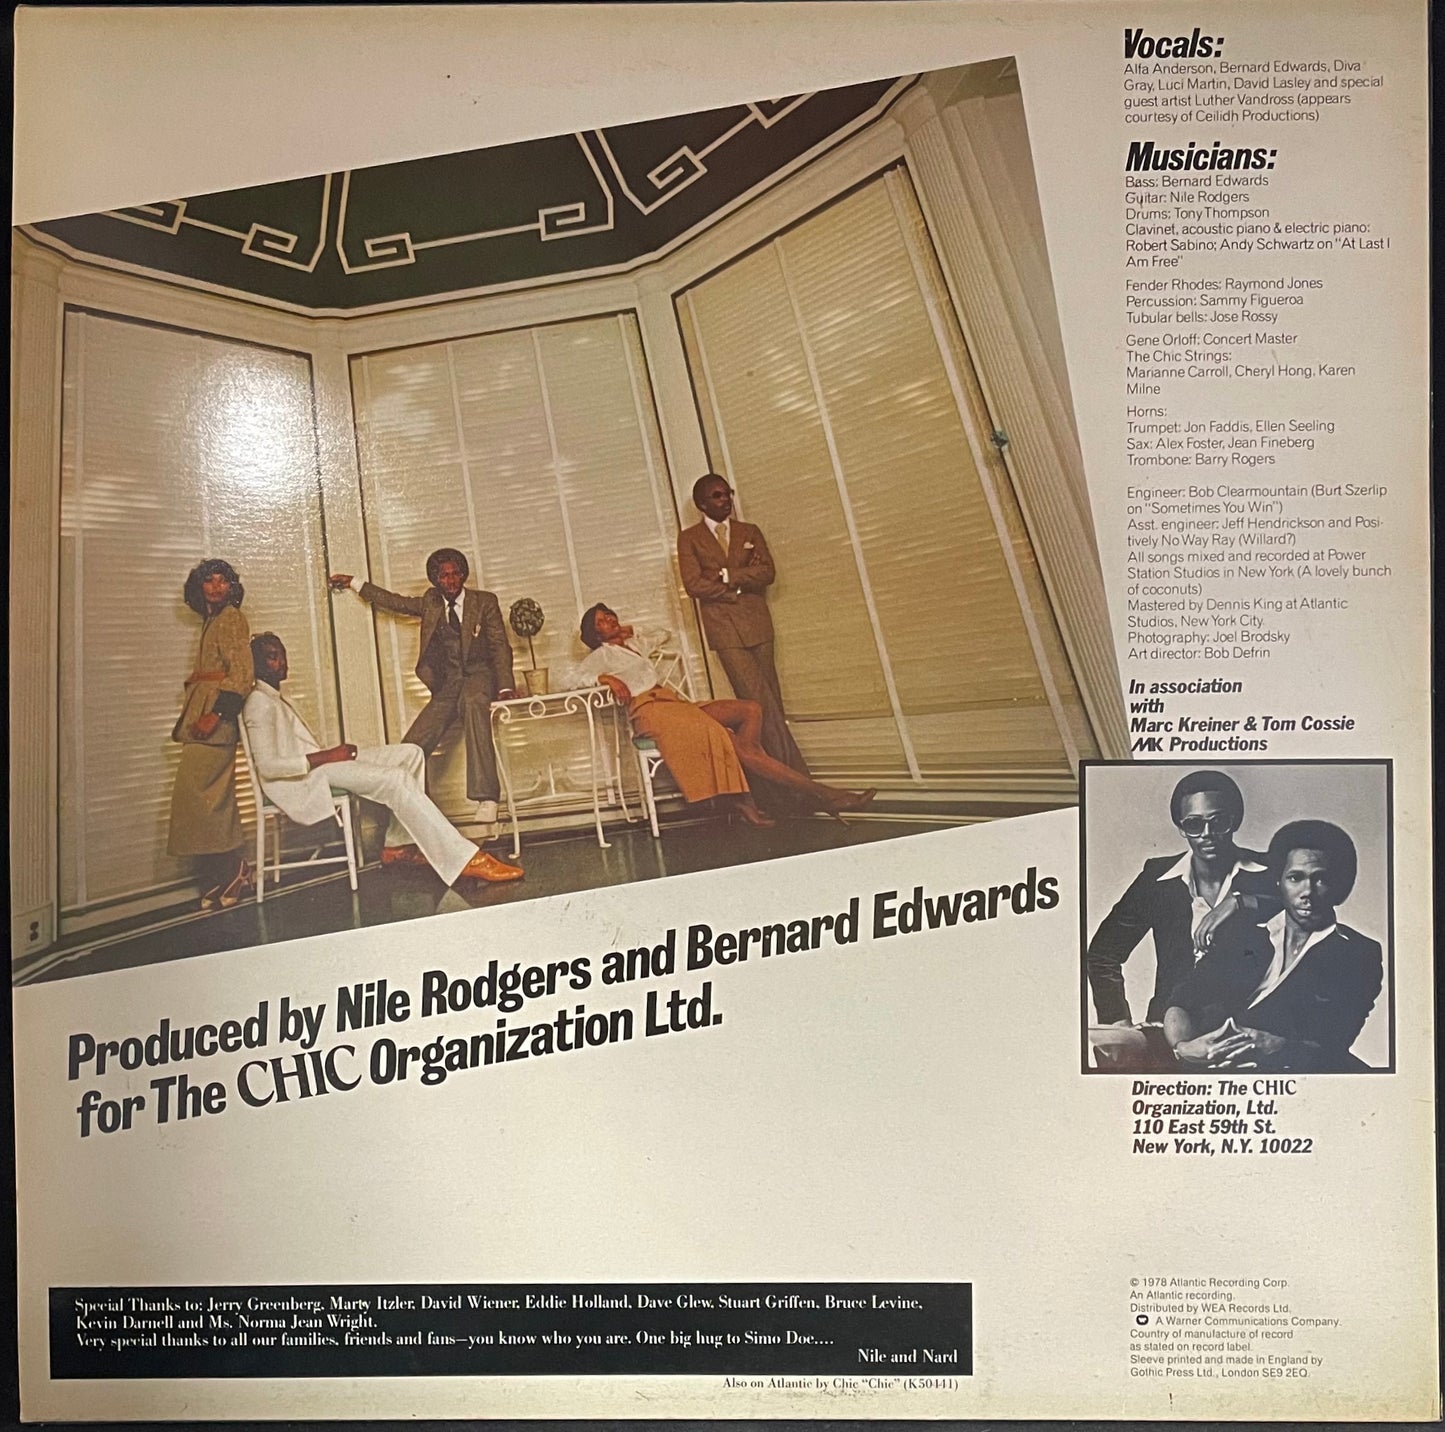 Vocals:
Alfa Anderson, Bernard Edwards, Diva
Gray, Luci Martin, David Lasley and special
guest artist Luther Vandross (appears
courtesy of Ceilidh Productions)
Musicians:
Bass: Bernard Edwards
Guitar: Nile Rodgers
Drums: Tony Thompson
Clavinet, acoustic piano & electric piano:
Robert Sabino; Andy Schwartz on "At Last I
Am Free"
Fender Rhodes: Raymond Jones
Percussion: Sammy Figueroa
Tubular bells: Jose Rossy
Gene Orloff: Concert Master
The Chic Strings:
Marianne Carroll, Cheryl Hong, Karen
Milne
Horns:
Trumpet: Jon Faddis, Ellen Seeling
Sax: Alex Foster, Jean Fineberg
Trombone: Barry Rogers
Engineer: Bob Clearmountain (Burt Szerlip
on "Sometimes You Win")
Asst. engineer: Jeff Hendrickson and Posi-
tively No Way Ray (Willard?)
All songs mixed and recorded at Power
Station Studios in New York (A lovely bunch
of coconuts)
Mastered by Dennis King at Atlantic
Studios, New York City.
Photography: Joel Brodsky
Art director: Bob Defrin
In association
with
Marc Kreiner & Tom Cossie
MK Productions
Produced by Nile Rodgers and Bernard Edwards
for The CHIC Organization Ltd.
Direction: The CHIC
Organization, Ltd.
110 East 59th St.
New York, N.Y. 10022
Special Thanks to: Jerry Greenberg, Marty Itzler, David Wiener, Eddie Holland, Dave Glew, Stuart Griffen, Bruce Levine,
Kevin Darnell and Ms. Norma Jean Wright.
Very special thanks to all our families, friends and fans—you know who you are. One big hug to Simo Doe....
Nile and Nard
Also on Atlantic by Chic "Chic" (K50441)
© 1978 Atlantic Recording Corp.
An Atlantic recording.
Distributed by WEA Records Ltd.
A Warner Communications Company.
Country of manufacture of record
as stated on record label.
Sleeve printed and made in England by
Gothic Press Ltd., London SE9 2EQ.